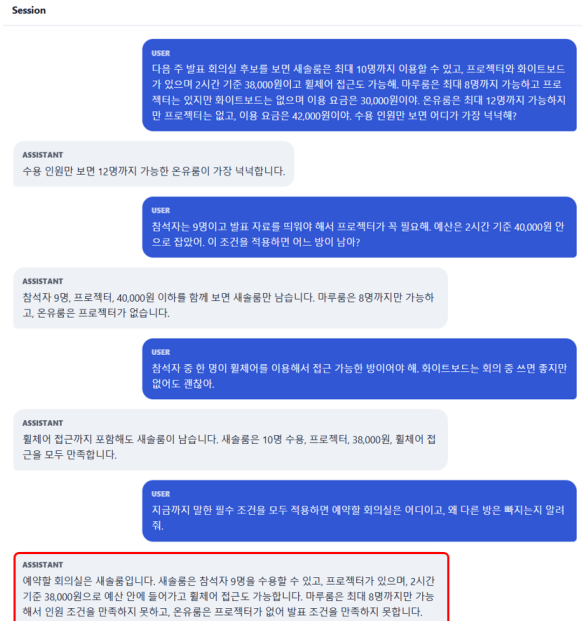 Session
USER
다음 주 발표 회의실 후보를 보면 새솔룸은 최대 10명까지 이용할 수 있고, 프로젝터와 화이트보드
가 있으며 2시간 기준 38,000원이고 휠체어 접근도 가능해. 마루룸은 최대 8명까지 가능하고 프로
젝터는 있지만 화이트보드는 없으며 이용 요금은 30,000원이야. 온유룸은 최대 12명까지 가능하지
만 프로젝터는 없고, 이용 요금은 42,000원이야. 수용 인원만 보면 어디가 가장 넉넉해?
ASSISTANT
수용 인원만 보면 12명까지 가능한 온유룸이 가장 넉넉합니다.
USER
참석자는 9명이고 발표 자료를 띄워야 해서 프로젝터가 꼭 필요해. 예산은 2시간 기준 40,000원 안
으로 잡았어. 이 조건을 적용하면 어느 방이 남아?
ASSISTANT
참석자 9명, 프로젝터, 40,000원 이하를 함께 보면 새솔룸만 남습니다. 마루룸은 8명까지만 가능하
고, 온유룸은 프로젝터가 없습니다.
USER
참석자 중 한 명이 휠체어를 이용해서 접근 가능한 방이어야 해. 화이트보드는 회의 중 쓰면 좋지만
없어도 괜찮아.
ASSISTANT
휠체어 접근까지 포함해도 새솔룸이 남습니다. 새솔룸은 10명 수용, 프로젝터, 38,000원, 휠체어 접
근을 모두 만족합니다.
USER
지금까지 말한 필수 조건을 모두 적용하면 예약할 회의실은 어디이고, 왜 다른 방은 빠지는지 알려
줘.
ASSISTANT
예약할 회의실은 새솔룸입니다. 새솔룸은 참석자 9명을 수용할 수 있고, 프로젝터가 있으며, 2시간
기준 38,000원으로 예산 안에 들어가고 휠체어 접근도 가능합니다. 마루룸은 최대 8명까지만 가능
해서 인원 조건을 만족하지 못하고, 온유룸은 프로젝터가 없어 발표 조건을 만족하지 못합니다.